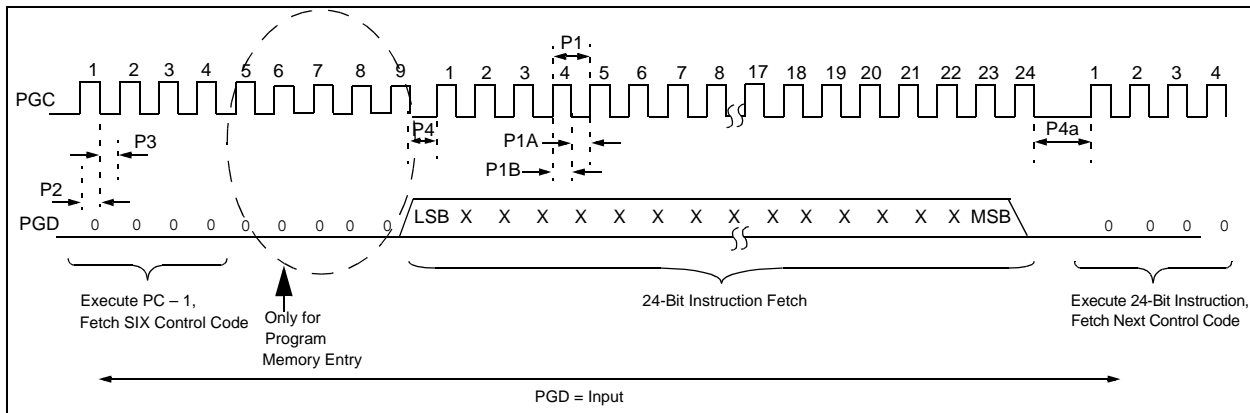 P1
1 2 3 4 5 6 7 8 9 1 2 3 4 5 6 7 8 17 18 19 20 21 22 23 24 1 2 3 4
PGC
P4
P4a
P3
P1A
P1B
P2
PGD
0 0 0 0 0 0 0 0 0 LSB X X X X X X X X X X X X X X MSB 0 0 0 0
Execute PC – 1,
Fetch SIX Control Code
Only for
Program
Memory Entry
24-Bit Instruction Fetch
Execute 24-Bit Instruction,
Fetch Next Control Code
PGD = Input